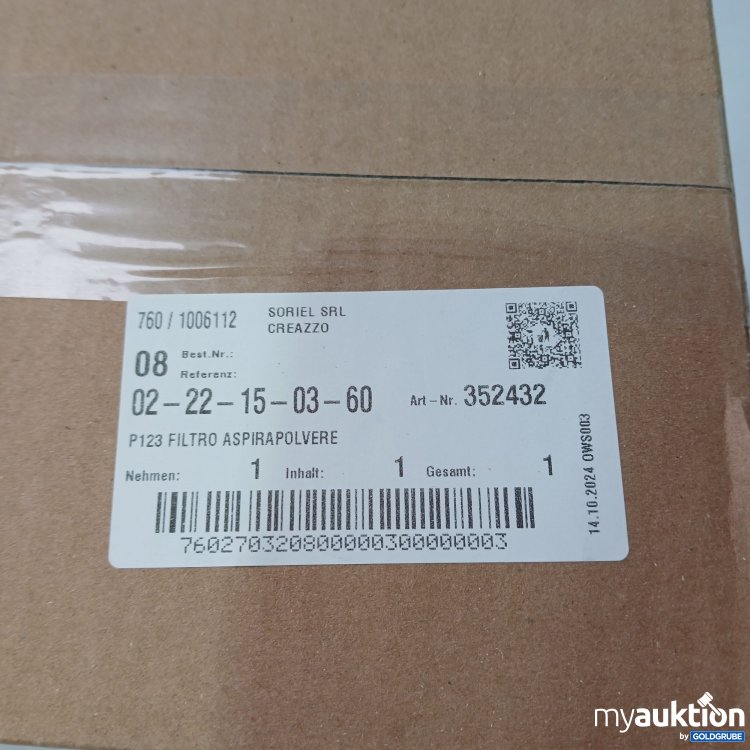 760 / 1006112
SORIEL SRL
CREAZZO
08
Best.Nr.:
Referenz:
02-22-15-03-60
Art-Nr. 352432
P123 FILTRO ASPIRAPOLVERE
Nehmen: 1 Inhalt: 1 Gesamt: 1
7602703208000003000000003
14.10.2024 OWS003
myauktion
by GOLDGRUBE